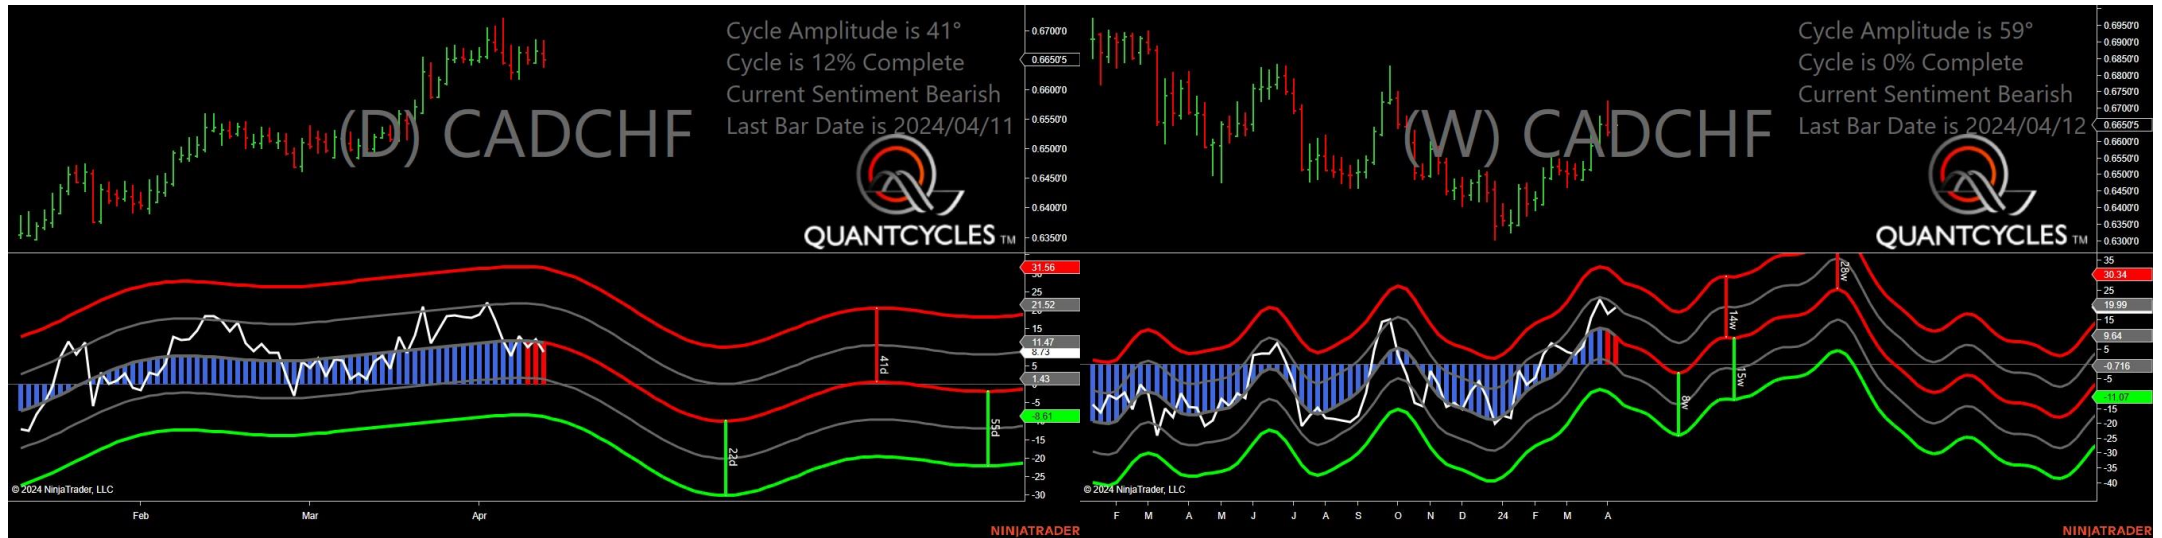 Cycle Amplitude is 41°
Cycle is 12% Complete
Current Sentiment Bearish
Last Bar Date is 2024/04/11
(D) CADCHF
QUANTCYCLES TM
0.6700'0
0.6650'5
0.6600'0
0.6550'0
0.6500'0
0.6450'0
0.6400'0
0.6350'0
31.56
25
21.52
15
11.47
8.73
1.43
-5
-8.61
-15
-20
-25
-30
41d
22d
55d
© 2024 NinjaTrader, LLC
Feb Mar Apr
NINJATRADER
Cycle Amplitude is 59°
Cycle is 0% Complete
Current Sentiment Bearish
Last Bar Date is 2024/04/12
(W) CADCHF
QUANTCYCLES TM
0.6950'0
0.6900'0
0.6850'0
0.6800'0
0.6750'0
0.6700'0
0.6650'5
0.6600'0
0.6550'0
0.6500'0
0.6450'0
0.6400'0
0.6350'0
0.6300'0
35
30.34
25
19.99
15
9.64
5
-0.716
-5
-11.07
-15
-20
-25
-30
-35
-40
28w
14w
15w
8w
© 2024 NinjaTrader, LLC
F M A M J J A S O N D 24 F M A
NINJATRADER